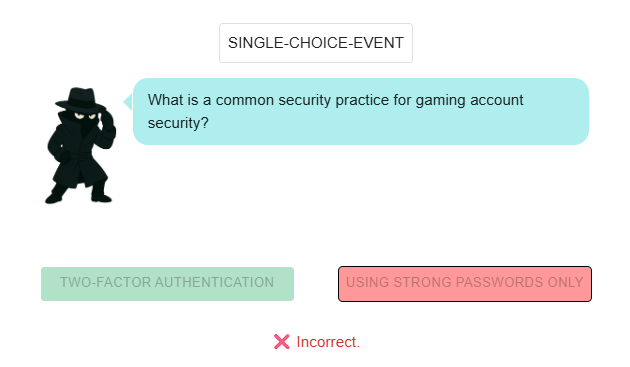 SINGLE-CHOICE-EVENT
What is a common security practice for gaming account
security?
TWO-FACTOR AUTHENTICATION
USING STRONG PASSWORDS ONLY
❌ Incorrect.